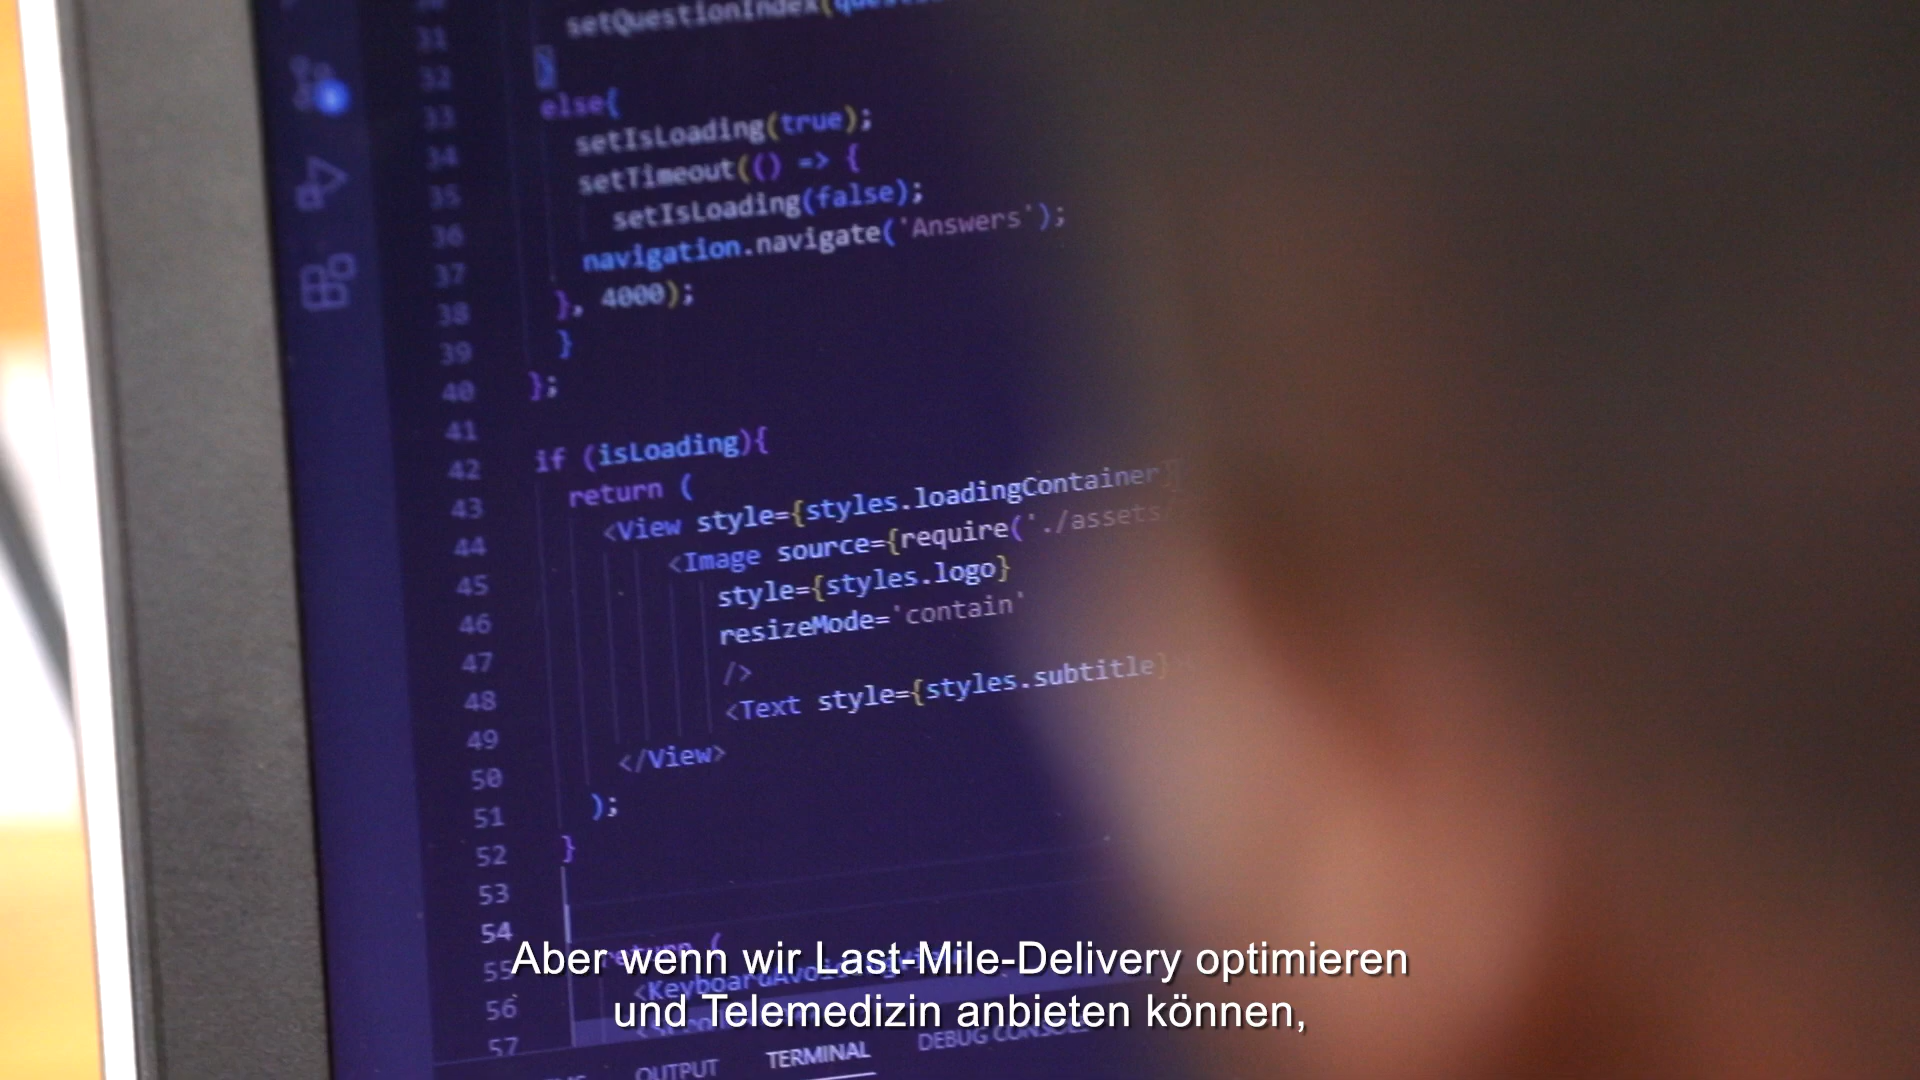 31
32
33 else{
34 setIsLoading(true);
35 setTimeout(() => {
36 setIsLoading(false);
37 navigation.navigate('Answers');
38 }, 4000);
39 }
40 };
41
42 if (isLoading){
43 return (
44 <View style={styles.loadingContainer}
45 <Image source={require('./assets/
46 style={styles.logo}
47 resizeMode='contain'
48 />
49 <Text style={styles.subtitle}
50 </View>
51 );
52 }
53
54
55 return (
56
57
OUTPUT TERMINAL DEBUG CONSOLE
Aber wenn wir Last-Mile-Delivery optimieren
und Telemedizin anbieten können,